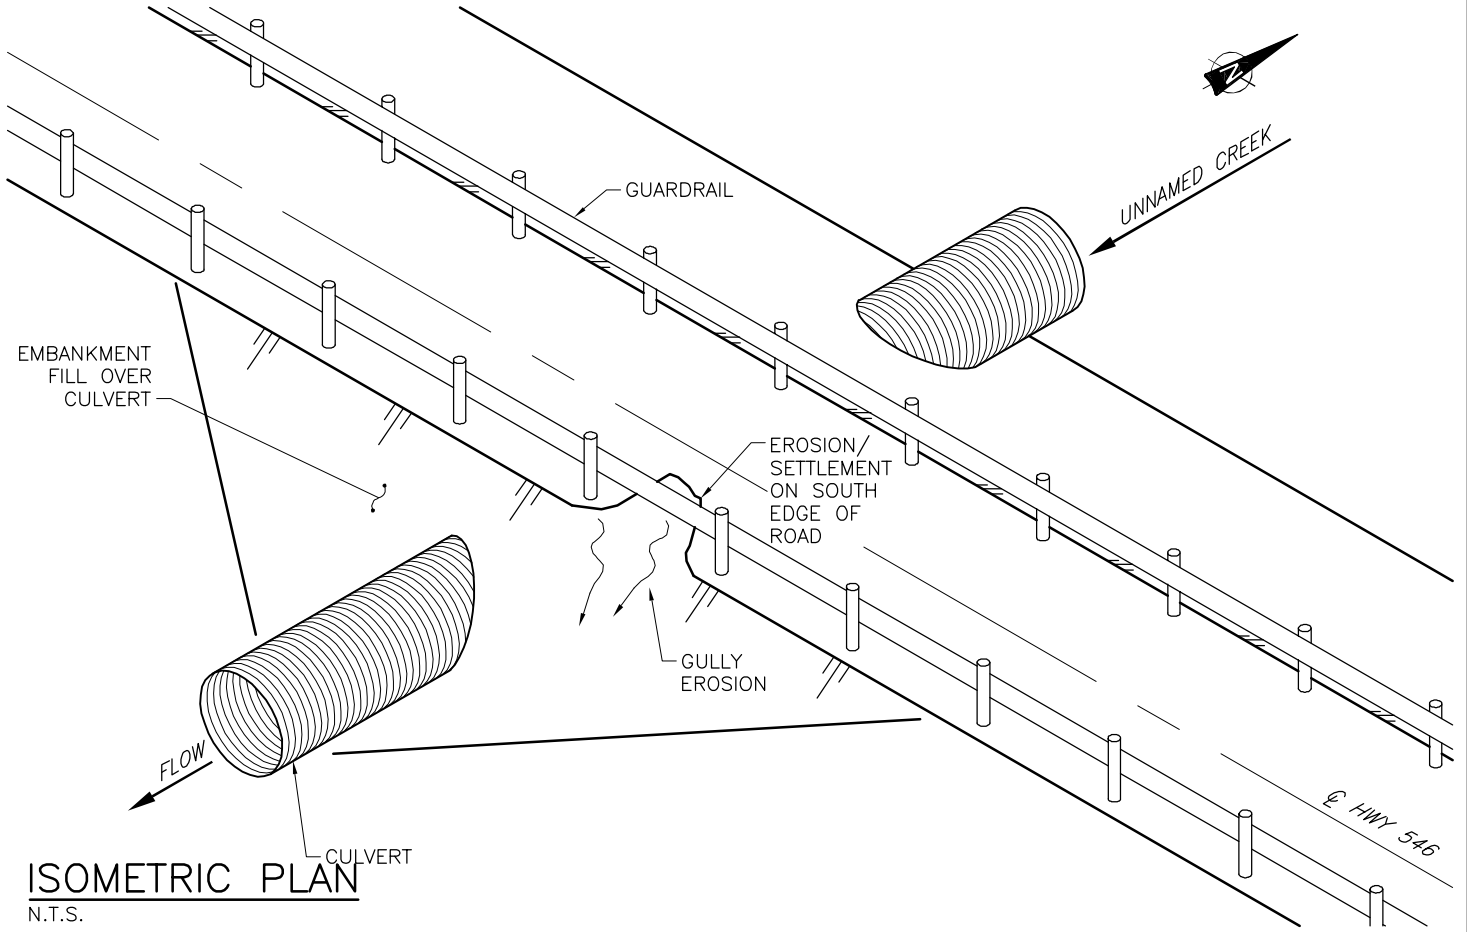 N
UNNAMED CREEK
GUARDRAIL
EMBANKMENT
FILL OVER
CULVERT
EROSION/
SETTLEMENT
ON SOUTH
EDGE OF
ROAD
GULLY
EROSION
FLOW
CULVERT
℄ HWY 546
ISOMETRIC PLAN
N.T.S.